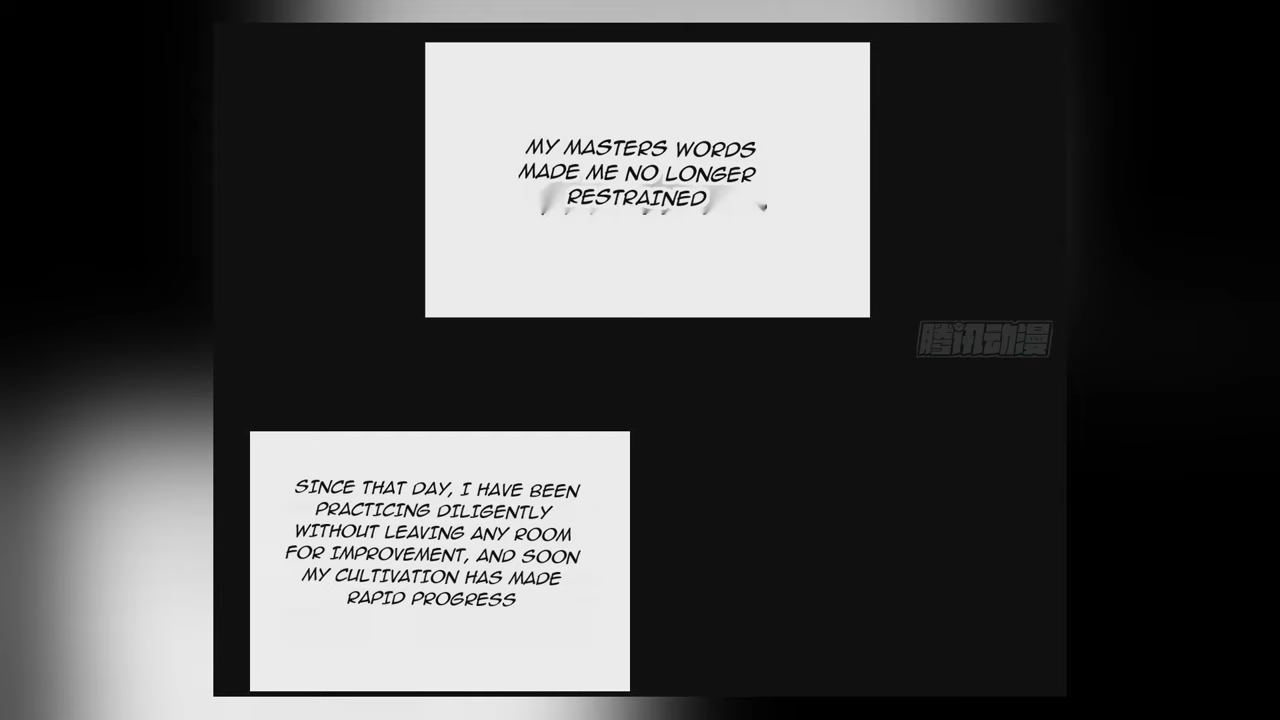 MY MASTERS WORDS
MADE ME NO LONGER
RESTRAINED
腾讯动漫
SINCE THAT DAY, I HAVE BEEN
PRACTICING DILIGENTLY
WITHOUT LEAVING ANY ROOM
FOR IMPROVEMENT, AND SOON
MY CULTIVATION HAS MADE
RAPID PROGRESS